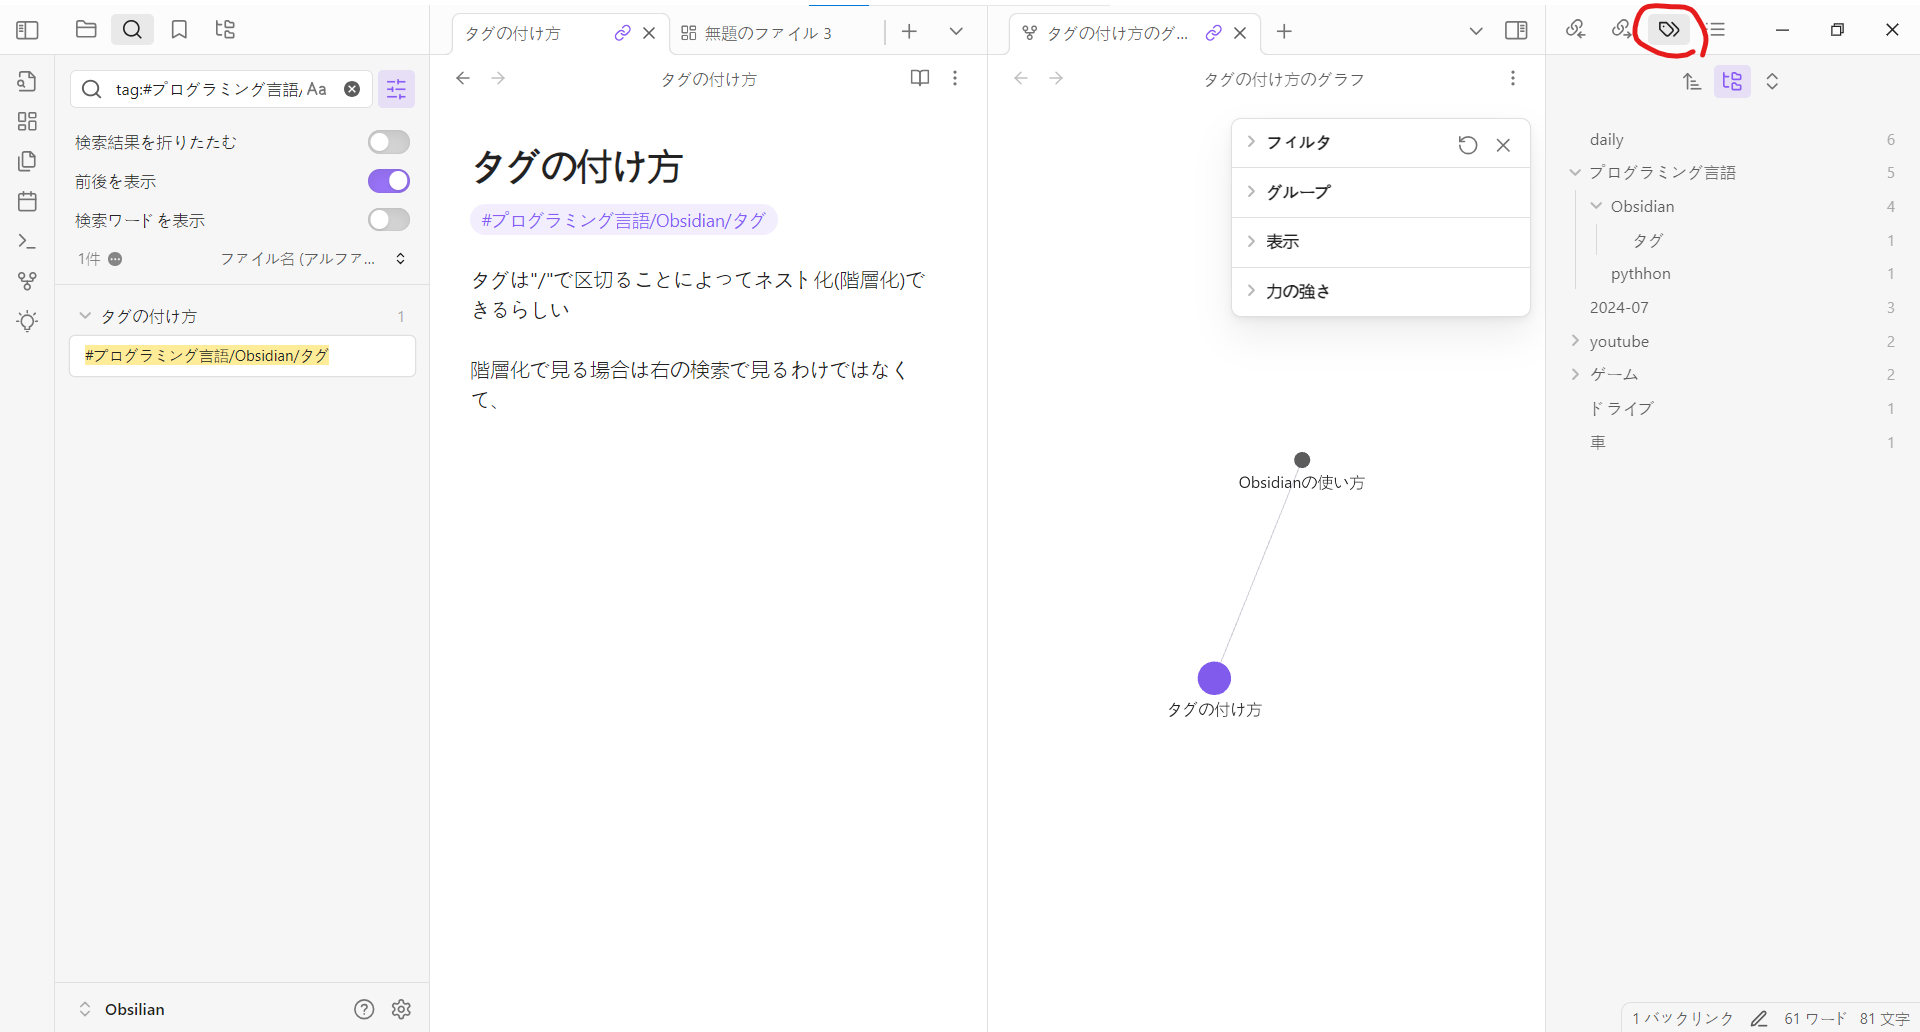 タグの付け方
無題のファイル 3
タグの付け方のグ...
tag:#プログラミング言語/ Aa
検索結果を折りたたむ
前後を表示
検索ワードを表示
1件
ファイル名 (アルファ...
タグの付け方 1
#プログラミング言語/Obsidian/タグ
Obsilian
タグの付け方
タグの付け方
#プログラミング言語/Obsidian/タグ
タグは"/"で区切ることによってネスト化(階層化)で
きるらしい
階層化で見る場合は右の検索で見るわけではなく
て、
タグの付け方のグラフ
フィルタ
グループ
表示
力の強さ
Obsidianの使い方
タグの付け方
daily 6
プログラミング言語 5
Obsidian 4
タグ 1
pythhon 1
2024-07 3
youtube 2
ゲーム 2
ドライブ 1
車 1
1 バックリンク 61 ワード 81 文字